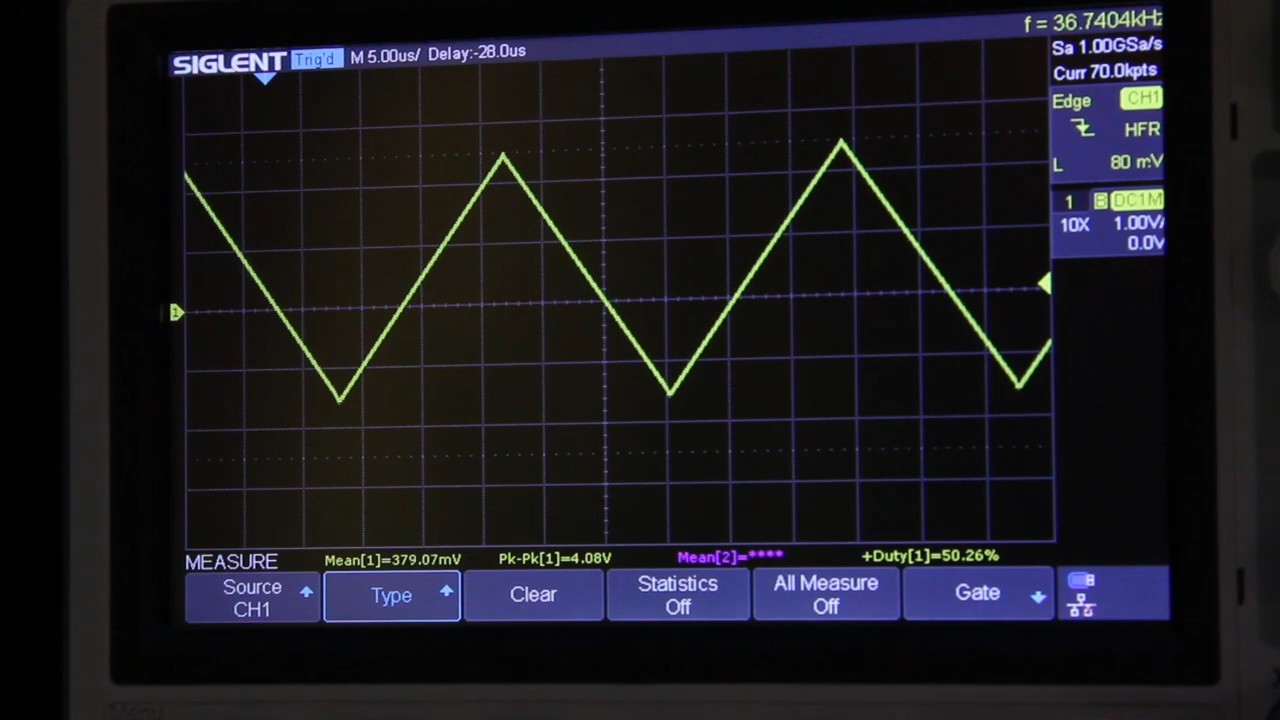 f = 36.7404kHz
SIGLENT Trig'd M 5.00us/ Delay:-28.0us
Sa 1.00GSa/s
Curr 70.0kpts
Edge CH1
HFR
L 80 mV
1 B DC1M
10X 1.00V/
0.0V
1
MEASURE Mean[1]=379.07mV Pk-Pk[1]=4.08V Mean[2]=**** +Duty[1]=50.26%
Source
CH1
Type
Clear
Statistics
Off
All Measure
Off
Gate
Menu